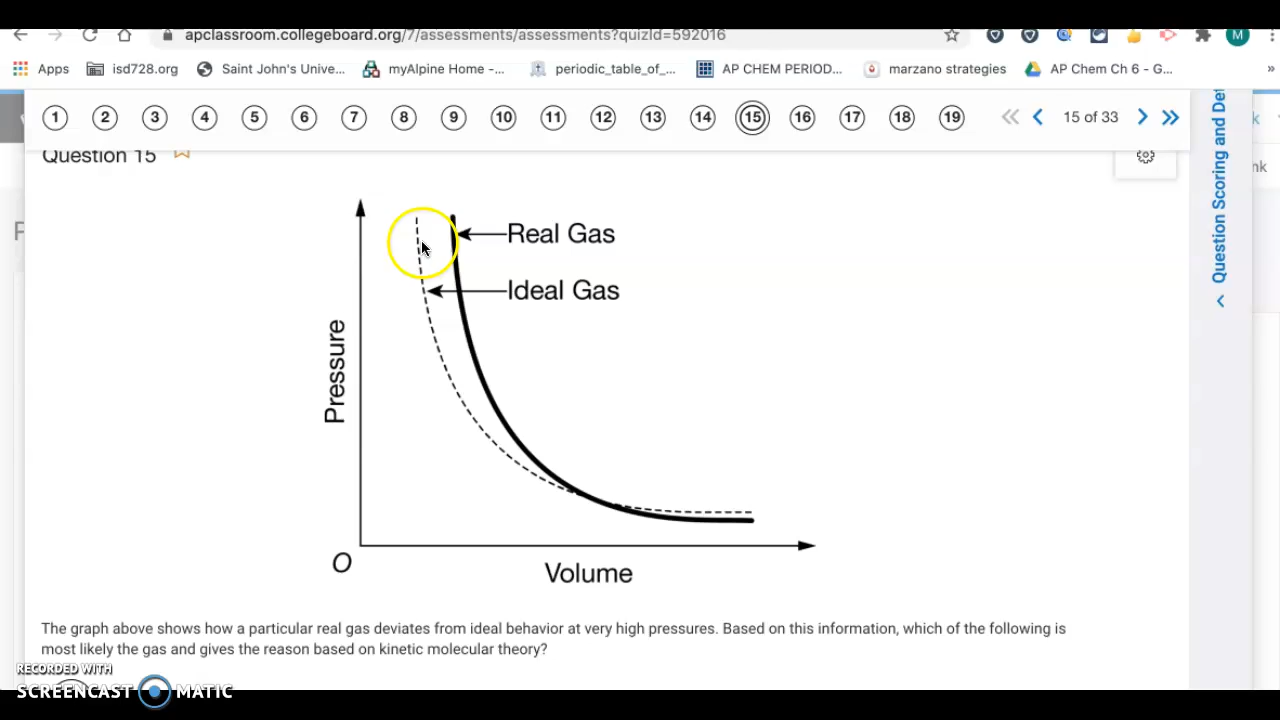 apclassroom.collegeboard.org/7/assessments/assessments?quizId=592016
M
Apps isd728.org Saint John's Unive... myAlpine Home -... periodic_table_of_... AP CHEM PERIOD... marzano strategies AP Chem Ch 6 - G... »
1 2 3 4 5 6 7 8 9 10 11 12 13 14 15 16 17 18 19 15 of 33
Question 15
nk
Question Scoring and De
Real Gas
Ideal Gas
Pressure
O
Volume
The graph above shows how a particular real gas deviates from ideal behavior at very high pressures. Based on this information, which of the following is
most likely the gas and gives the reason based on kinetic molecular theory?
RECORDED WITH
SCREENCAST MATIC